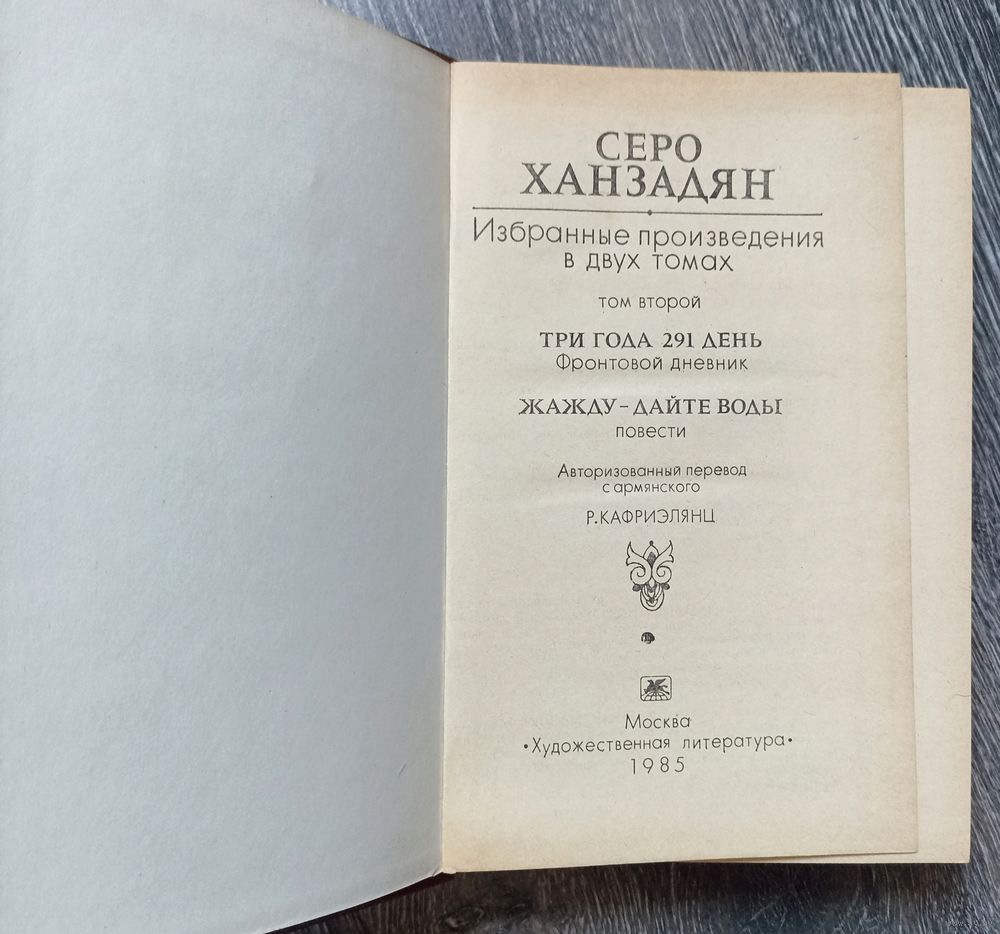 СЕРО
ХАНЗАДЯН
Избранные произведения
в двух томах
том второй
ТРИ ГОДА 291 ДЕНЬ
Фронтовой дневник
ЖАЖДУ – ДАЙТЕ ВОДЫ
повести
Авторизованный перевод
с армянского
Р. КАФРИЭЛЯНЦ
Москва
•Художественная литература•
1985